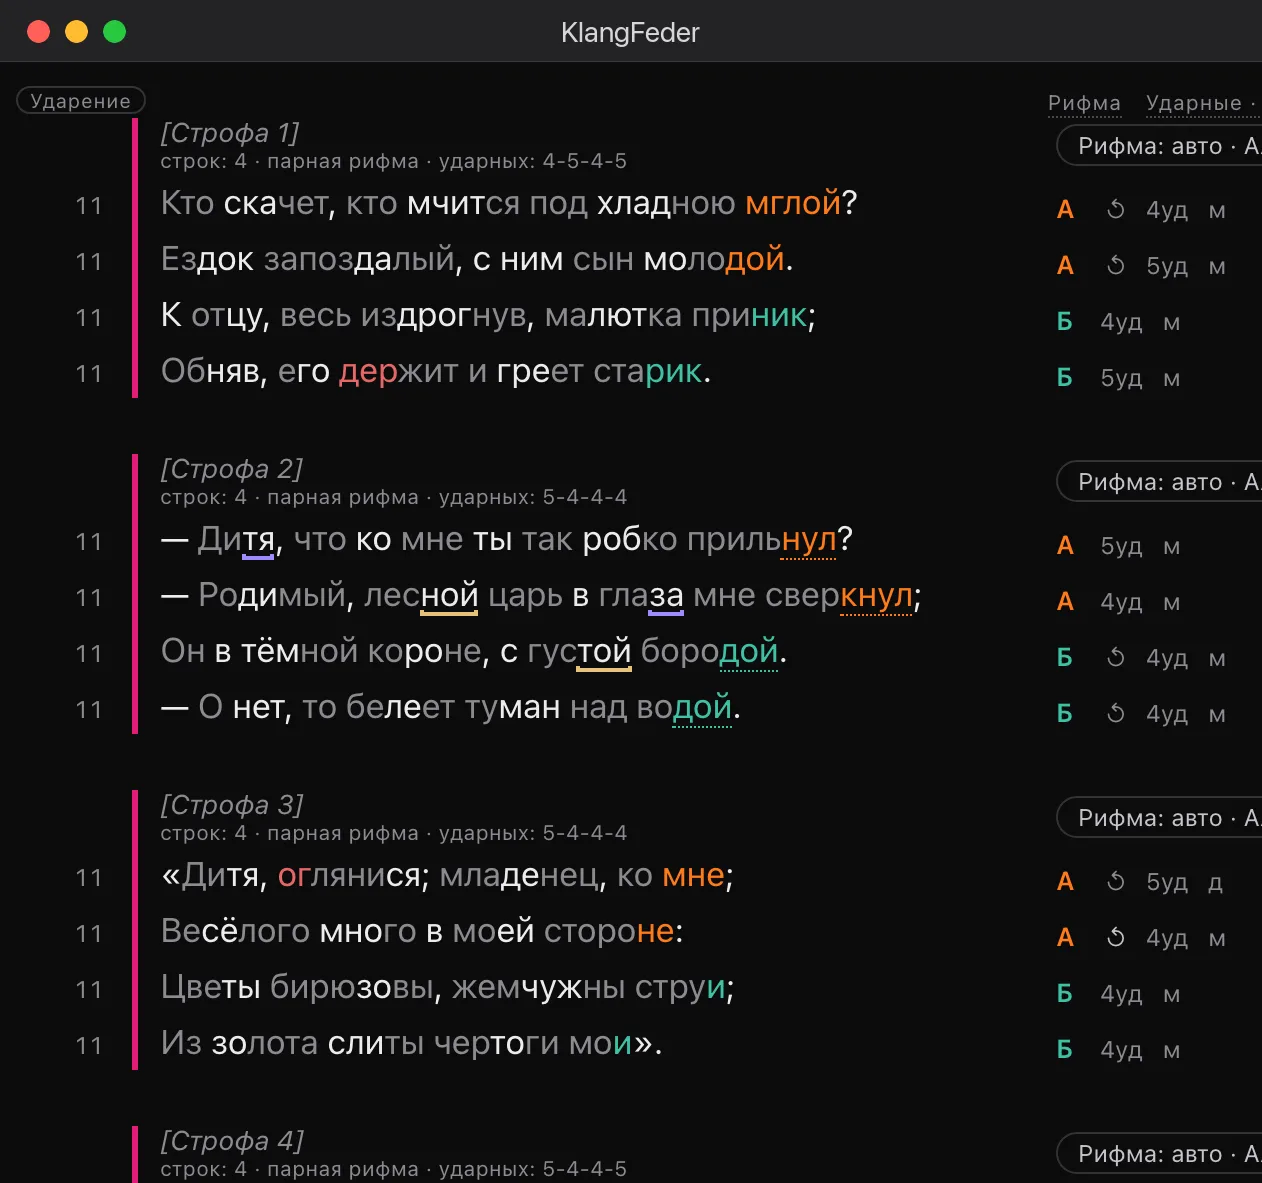 KlangFeder
Ударение
Рифма Ударные ·
[Строфа 1]
строк: 4 · парная рифма · ударных: 4-5-4-5
Рифма: авто · А
11 Кто скачет, кто мчится под хладною мглой? А 4уд м
11 Ездок запоздалый, с ним сын молодой. А 5уд м
11 К отцу, весь издрогнув, малютка приник; Б 4уд м
11 Обняв, его держит и греет старик. Б 5уд м
[Строфа 2]
строк: 4 · парная рифма · ударных: 5-4-4-4
Рифма: авто · А
11 — Дитя, что ко мне ты так робко прильнул? А 5уд м
11 — Родимый, лесной царь в глаза мне сверкнул; А 4уд м
11 Он в тёмной короне, с густой бородой. Б 4уд м
11 — О нет, то белеет туман над водой. Б 4уд м
[Строфа 3]
строк: 4 · парная рифма · ударных: 5-4-4-4
Рифма: авто · А
11 «Дитя, оглянися; младенец, ко мне; А 5уд д
11 Весёлого много в моей стороне: А 4уд м
11 Цветы бирюзовы, жемчужны струи; Б 4уд м
11 Из золота слиты чертоги мои». Б 4уд м
[Строфа 4]
строк: 4 · парная рифма · ударных: 5-4-4-5
Рифма: авто · А